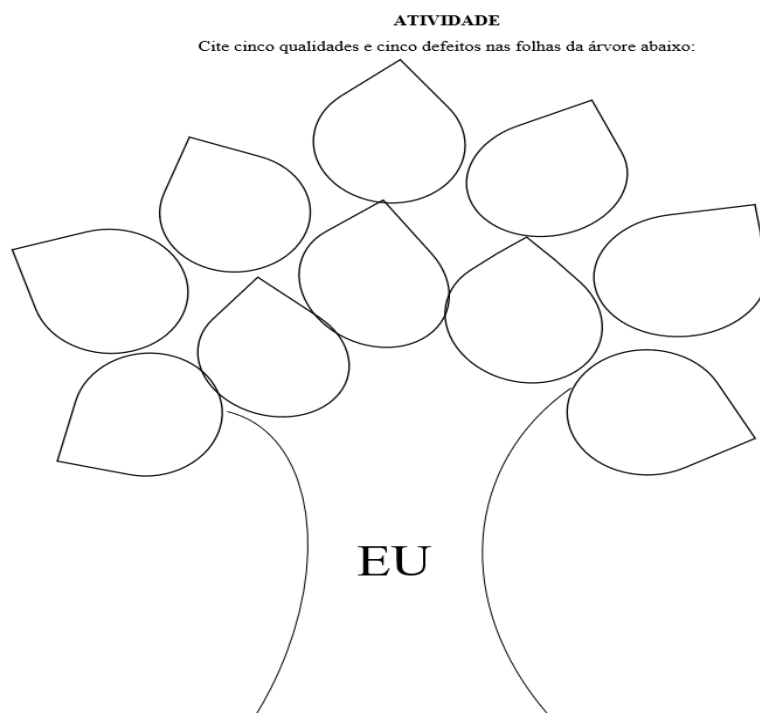 ATIVIDADE
Cite cinco qualidades e cinco defeitos nas folhas da árvore abaixo:
EU